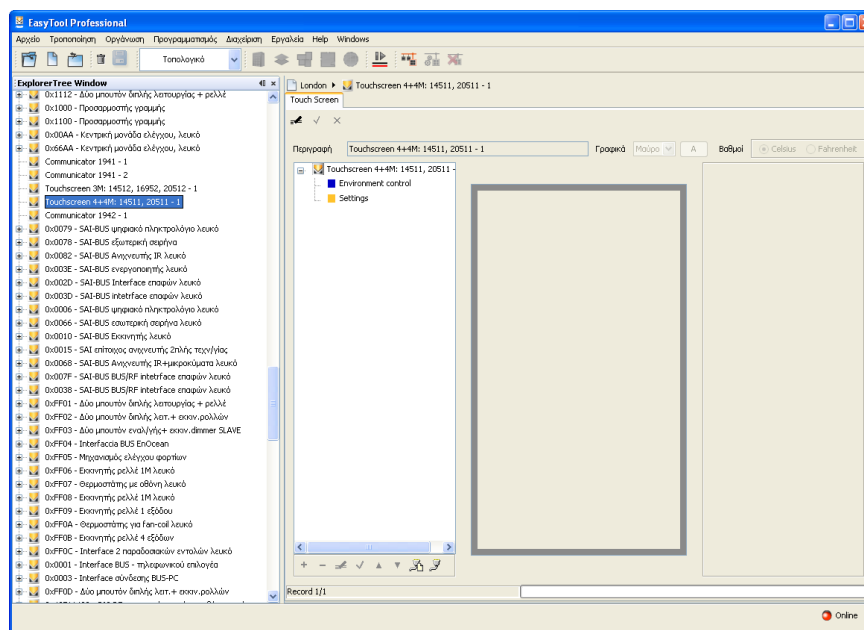 EasyTool Professional
Αρχείο Τροποποίηση Οργάνωση Προγραμματισμός Διαχείριση Εργαλεία Help Windows
Τοπολογικό
ExplorerTree Window
London Touchscreen 4+4M: 14511, 20511 - 1
Touch Screen
Περιγραφή Touchscreen 4+4M: 14511, 20511 - 1 Γραφικά Μαύρο A Βαθμοί Celsius Fahrenheit
0x1112 - Δύο μπουτόν διπλής λειτουργίας + ρελλέ
0x1000 - Προσαρμοστής γραμμής
0x1100 - Προσαρμοστής γραμμής
0x00AA - Κεντρική μονάδα ελέγχου, λευκό
0x66AA - Κεντρική μονάδα ελέγχου, λευκό
Communicator 1941 - 1
Communicator 1941 - 2
Touchscreen 3M: 14512, 16952, 20512 - 1
Touchscreen 4+4M: 14511, 20511 - 1
Communicator 1942 - 1
0x0079 - SAI-BUS ψηφιακό πληκτρολόγιο λευκό
0x0078 - SAI-BUS εξωτερική σειρήνα
0x0082 - SAI-BUS Ανιχνευτής IR λευκό
0x003E - SAI-BUS ενεργοποιητής λευκό
0x002D - SAI-BUS Interface επαφών λευκό
0x003D - SAI-BUS intetrface επαφών λευκό
0x0006 - SAI-BUS ψηφιακό πληκτρολόγιο λευκό
0x0066 - SAI-BUS εσωτερική σειρήνα λευκό
0x0010 - SAI-BUS Εκκινητής λευκό
0x0015 - SAI επίτοιχος ανιχνευτής 2πλής τεχν/γίας
0x0068 - SAI-BUS Ανιχνευτής IR+μικροκύματα λευκό
0x007F - SAI-BUS BUS/RF intetrface επαφών λευκό
0x0038 - SAI-BUS BUS/RF intetrface επαφών λευκό
0xFF01 - Δύο μπουτόν διπλής λειτουργίας + ρελλέ
0xFF02 - Δύο μπουτόν διπλής λειτ.+ εκκιν.ρολλών
0xFF03 - Δύο μπουτόν εναλ/γής+ εκκιν.dimmer SLAVE
0xFF04 - Interfaccia BUS EnOcean
0xFF05 - Μηχανισμός ελέγχου φορτίων
0xFF06 - Εκκινητής ρελλέ 1M λευκό
0xFF07 - Θερμοστάτης με οθόνη λευκό
0xFF08 - Εκκινητής ρελλέ 1M λευκό
0xFF09 - Εκκινητής ρελλέ 1 εξόδου
0xFF0A - Θερμοστάτης για fan-coil λευκό
0xFF0B - Εκκινητής ρελλέ 4 εξόδων
0xFF0C - Interface 2 παραδοσιακών εντολών λευκό
0x0001 - Interface BUS - τηλεφωνικού επιλογέα
0x0003 - Interface σύνδεσης BUS-PC
0xFF0D - Δύο μπουτόν διπλής λειτ.+ εκκιν.ρολλών
Touchscreen 4+4M: 14511, 20511 -
Environment control
Settings
Record 1/1
Online